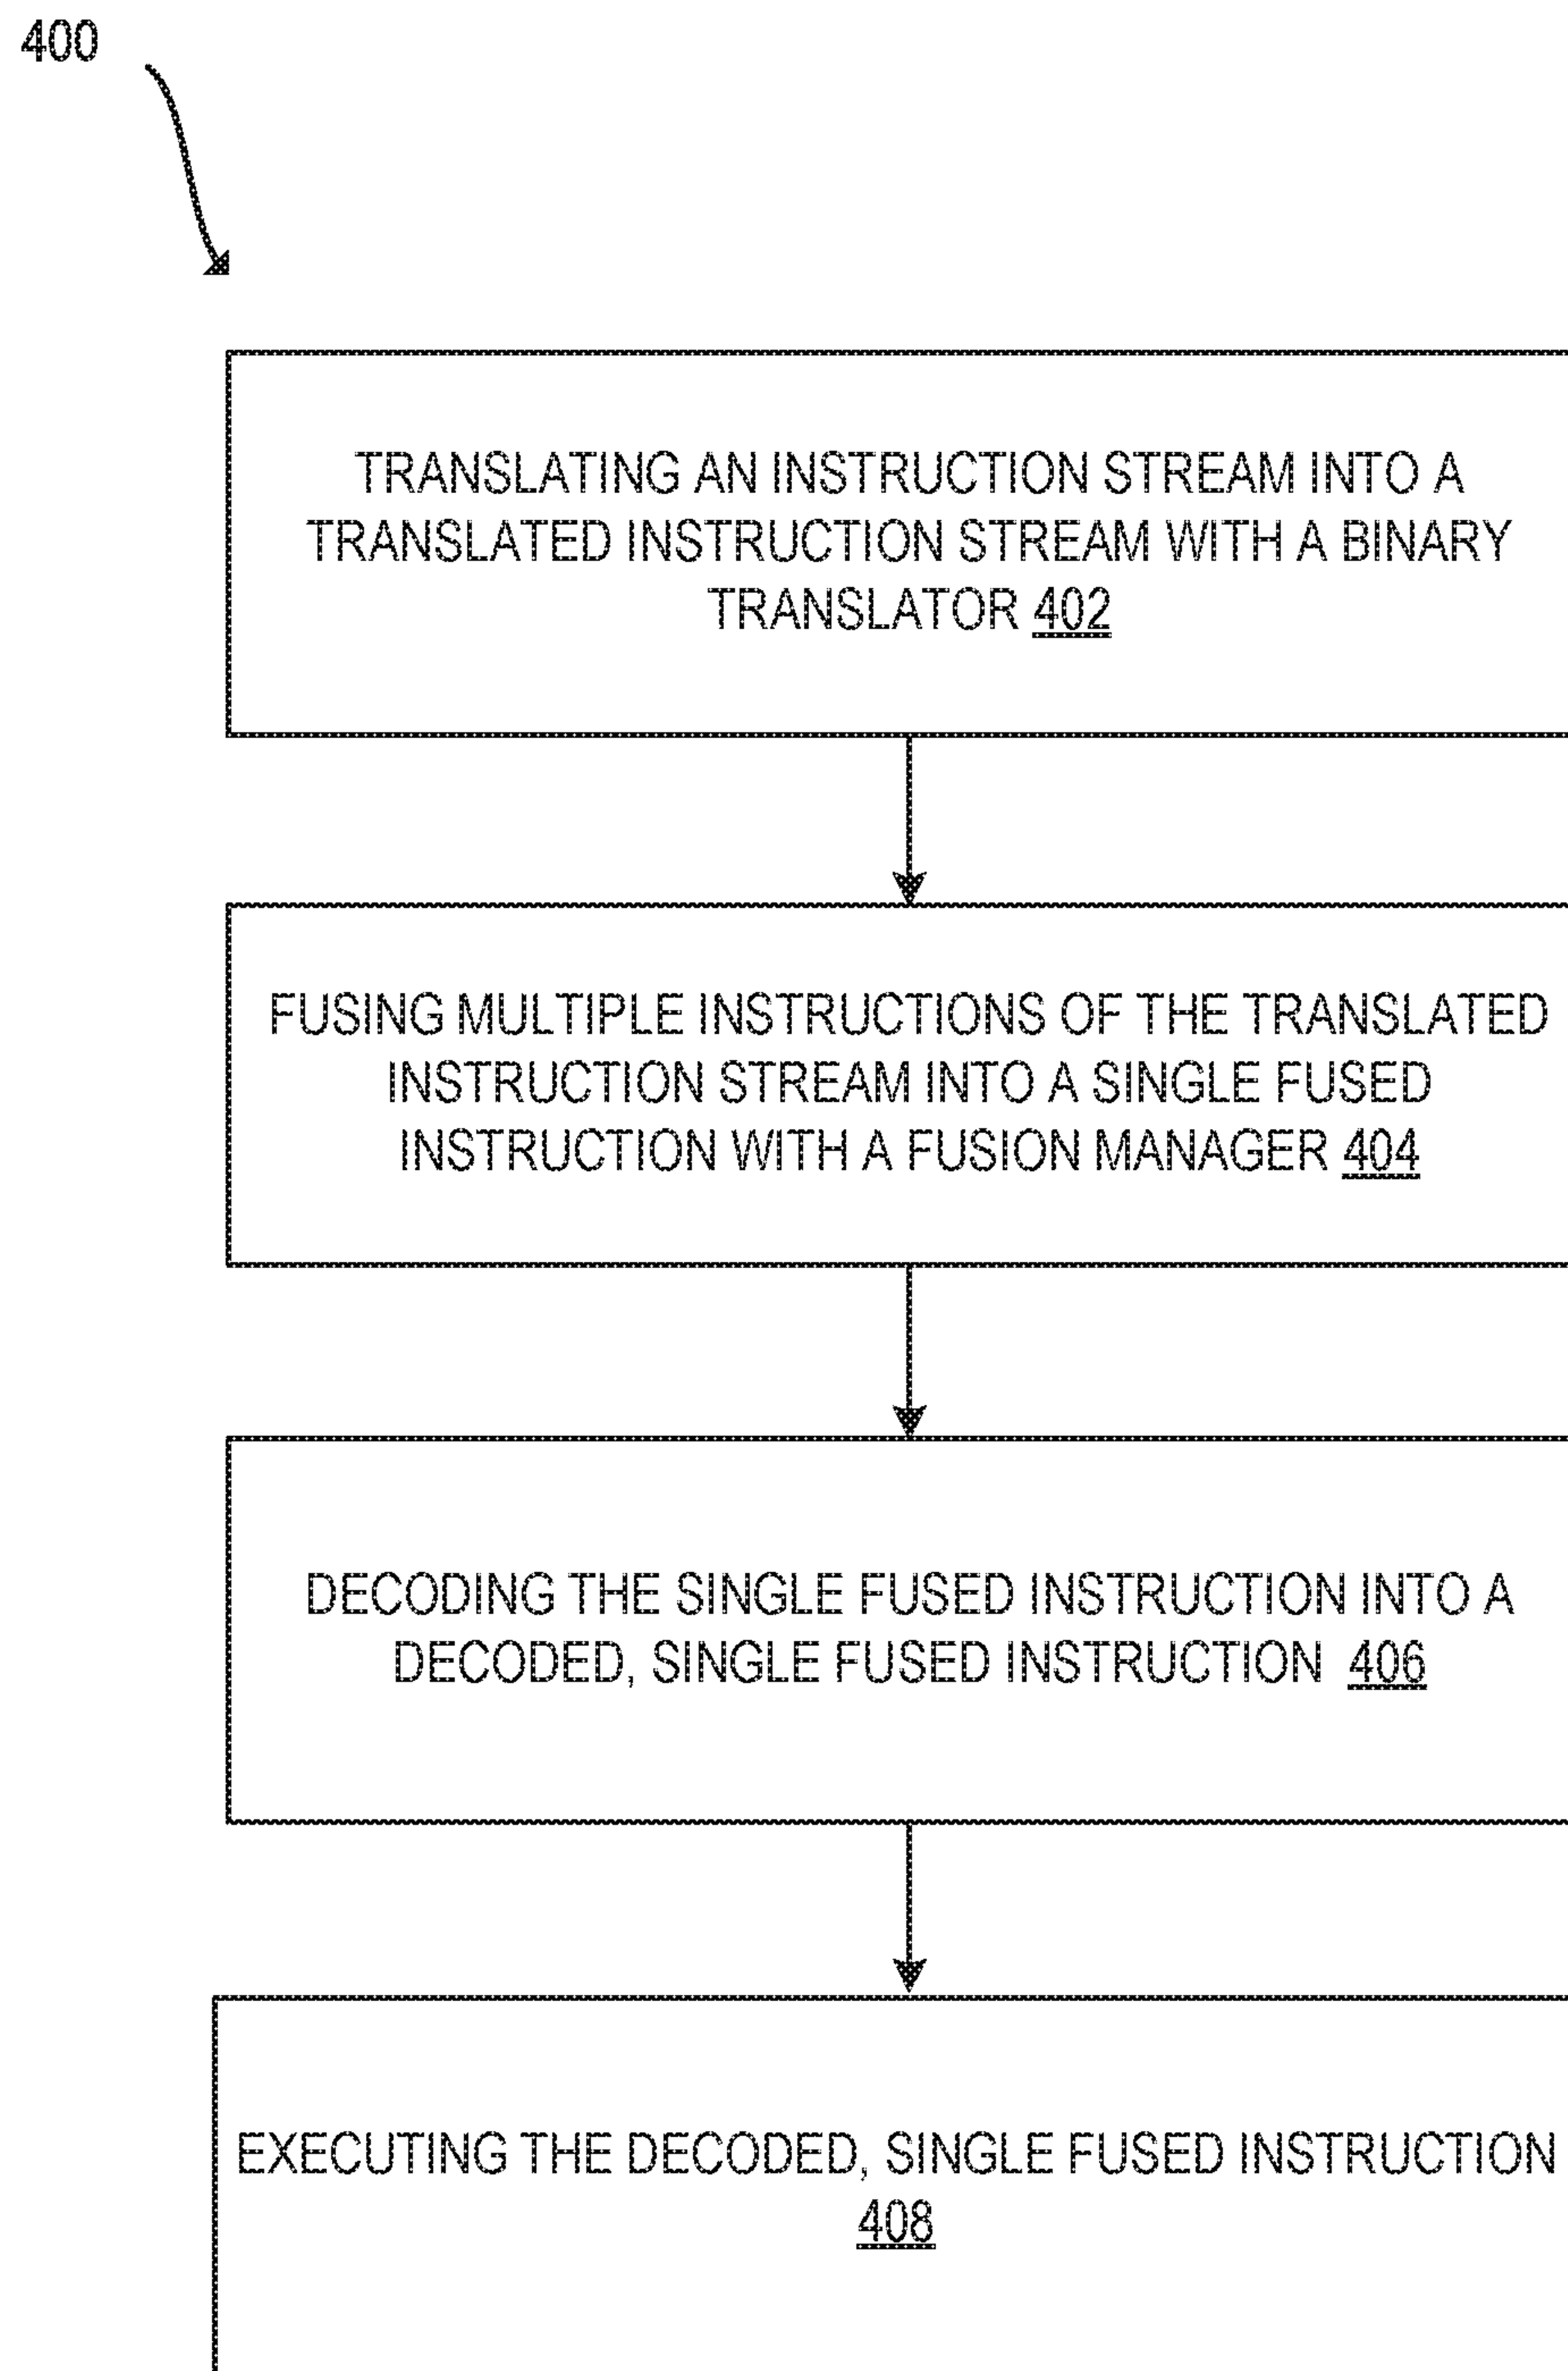 400
TRANSLATING AN INSTRUCTION STREAM INTO A
TRANSLATED INSTRUCTION STREAM WITH A BINARY
TRANSLATOR 402
FUSING MULTIPLE INSTRUCTIONS OF THE TRANSLATED
INSTRUCTION STREAM INTO A SINGLE FUSED
INSTRUCTION WITH A FUSION MANAGER 404
DECODING THE SINGLE FUSED INSTRUCTION INTO A
DECODED, SINGLE FUSED INSTRUCTION 406
EXECUTING THE DECODED, SINGLE FUSED INSTRUCTION
408